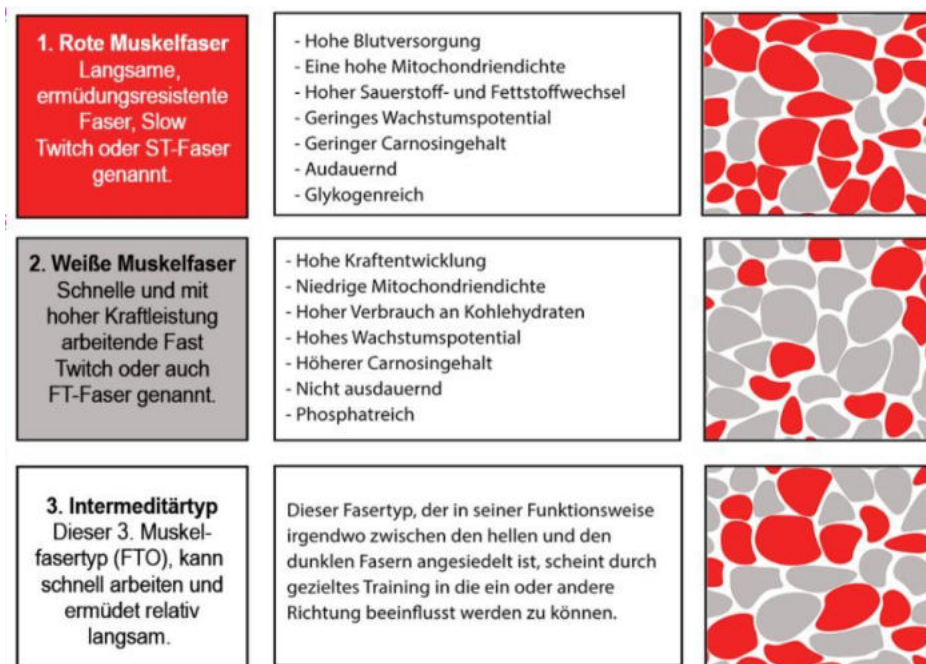 1. Rote Muskelfaser
Langsame,
ermüdungsresistente
Faser, Slow
Twitch oder ST-Faser
genannt.
- Hohe Blutversorgung
- Eine hohe Mitochondriendichte
- Hoher Sauerstoff- und Fettstoffwechsel
- Geringes Wachstumspotential
- Geringer Carnosingehalt
- Audauernd
- Glykogenreich
2. Weiße Muskelfaser
Schnelle und mit
hoher Kraftleistung
arbeitende Fast
Twitch oder auch
FT-Faser genannt.
- Hohe Kraftentwicklung
- Niedrige Mitochondriendichte
- Hoher Verbrauch an Kohlehydraten
- Hohes Wachstumspotential
- Höherer Carnosingehalt
- Nicht ausdauernd
- Phosphatreich
3. Intermeditärtyp
Dieser 3. Muskel-
fasertyp (FTO), kann
schnell arbeiten und
ermüdet relativ
langsam.
Dieser Fasertyp, der in seiner Funktionsweise
irgendwo zwischen den hellen und den
dunklen Fasern angesiedelt ist, scheint durch
gezieltes Training in die ein oder andere
Richtung beeinflusst werden zu können.